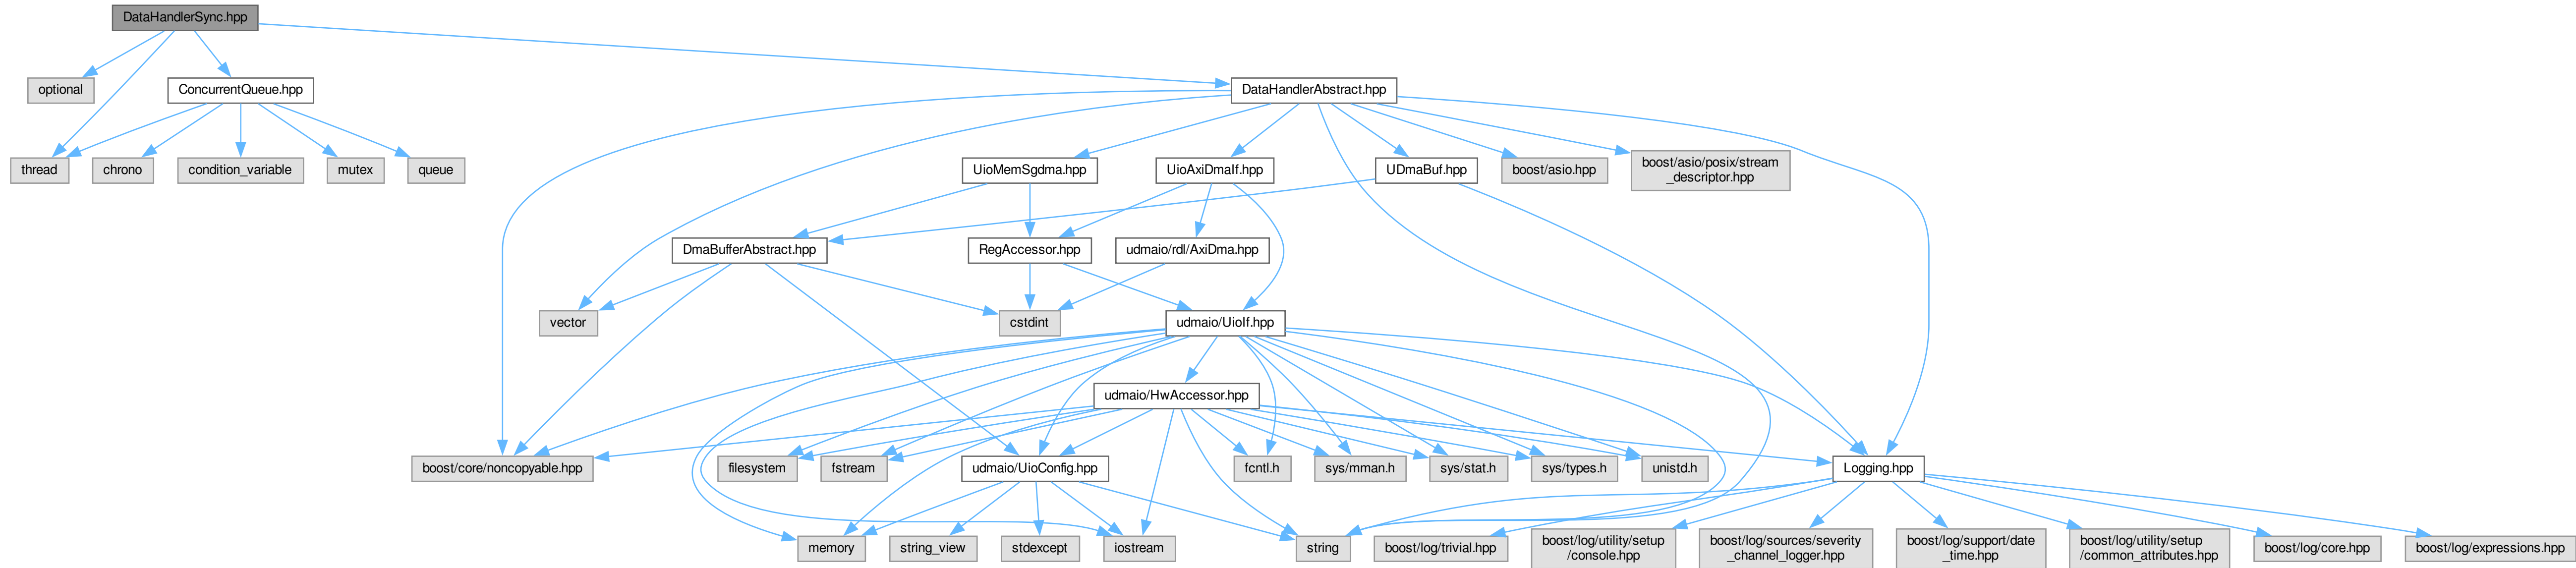 DataHandlerSync.hpp
optional
ConcurrentQueue.hpp
DataHandlerAbstract.hpp
thread
chrono
condition_variable
mutex
queue
UioMemSgdma.hpp
UioAxiDmaIf.hpp
UDmaBuf.hpp
boost/asio.hpp
boost/asio/posix/stream
_descriptor.hpp
DmaBufferAbstract.hpp
RegAccessor.hpp
udmaio/rdl/AxiDma.hpp
vector
cstdint
udmaio/UioIf.hpp
udmaio/HwAccessor.hpp
boost/core/noncopyable.hpp
filesystem
fstream
udmaio/UioConfig.hpp
fcntl.h
sys/mman.h
sys/stat.h
sys/types.h
unistd.h
Logging.hpp
memory
string_view
stdexcept
iostream
string
boost/log/trivial.hpp
boost/log/utility/setup
/console.hpp
boost/log/sources/severity
_channel_logger.hpp
boost/log/support/date
_time.hpp
boost/log/utility/setup
/common_attributes.hpp
boost/log/core.hpp
boost/log/expressions.hpp